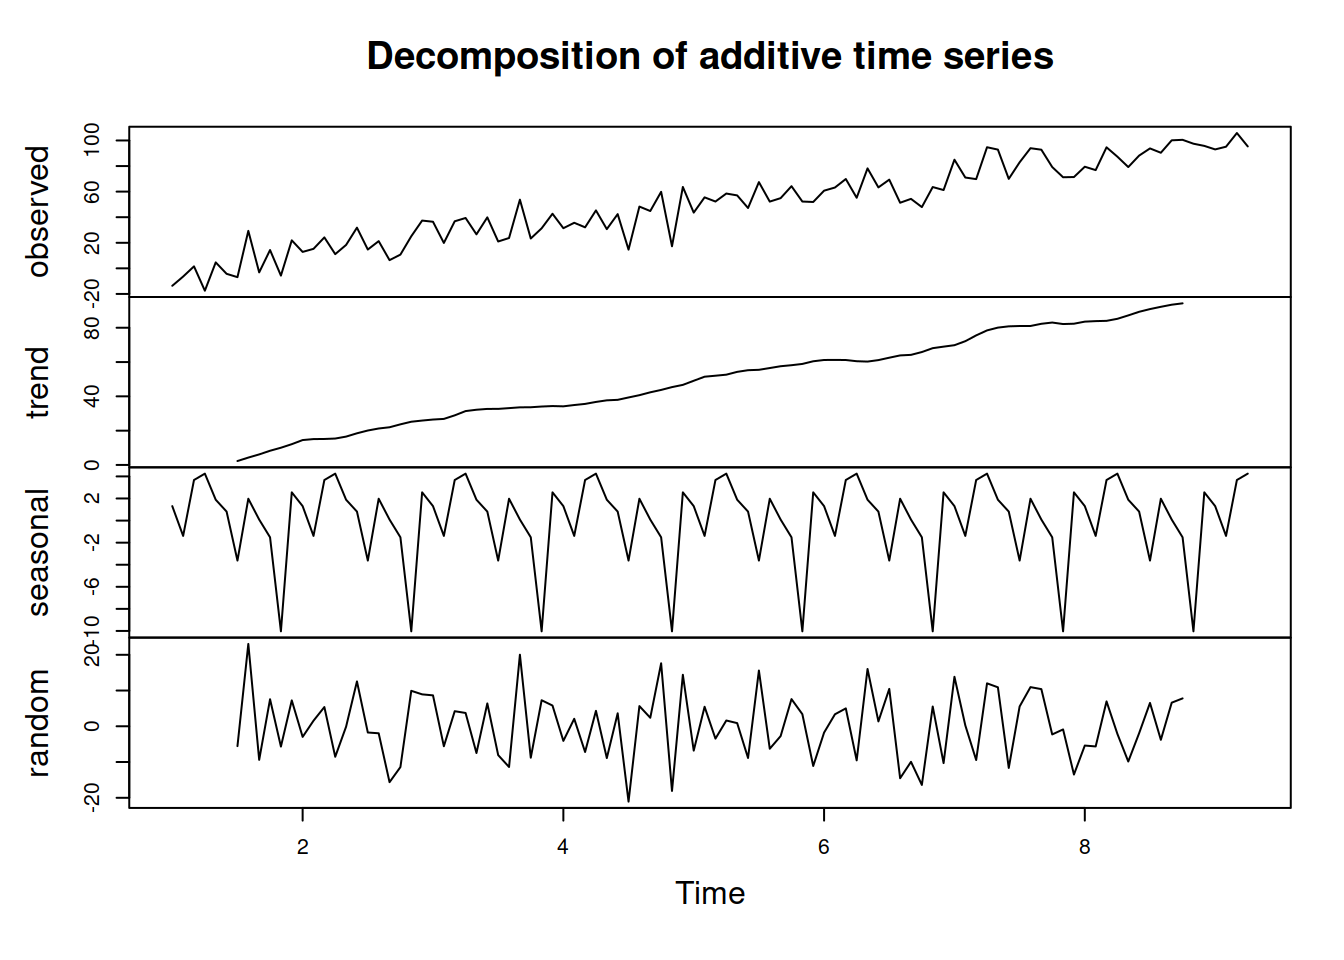 Decomposition of additive time series
observed
-20 20 60 100
trend
0 40 80
seasonal
-10 -6 -2 2
random
-20 0 20
2 4 6 8
Time